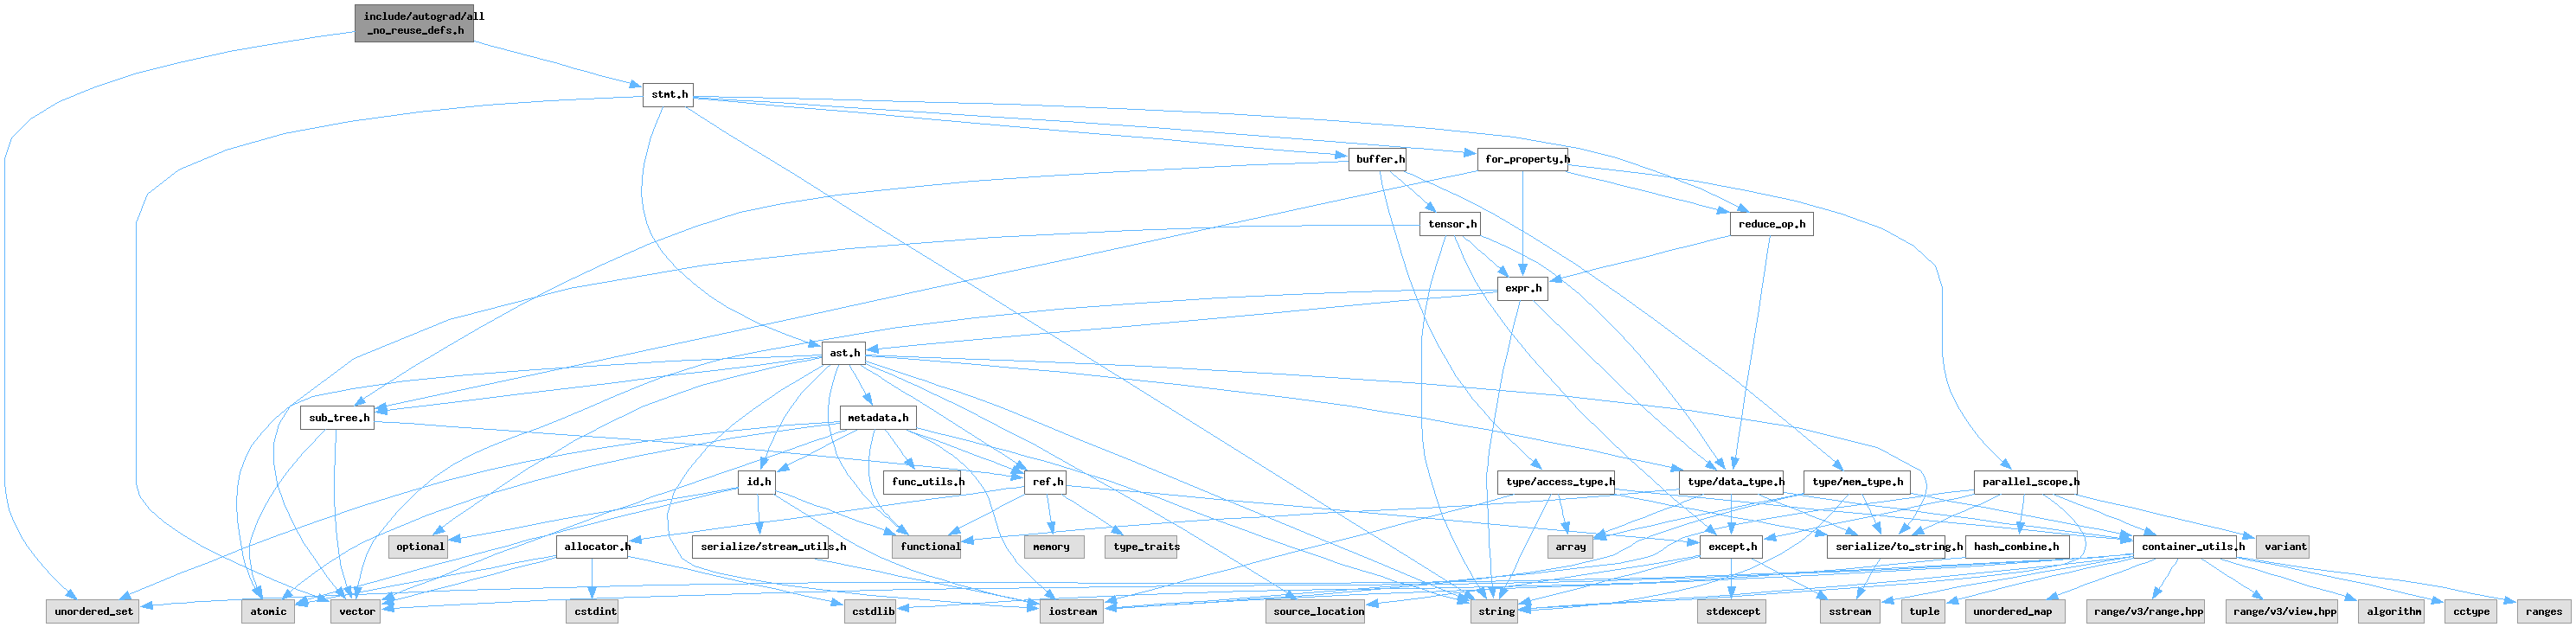 include/autograd/all
_no_reuse_defs.h
stmt.h
buffer.h
for_property.h
tensor.h
reduce_op.h
expr.h
ast.h
sub_tree.h
metadata.h
id.h
func_utils.h
ref.h
type/access_type.h
type/data_type.h
type/mem_type.h
parallel_scope.h
optional
allocator.h
serialize/stream_utils.h
functional
memory
type_traits
array
except.h
serialize/to_string.h
hash_combine.h
container_utils.h
variant
unordered_set
atomic
vector
cstdint
cstdlib
iostream
source_location
string
stdexcept
sstream
tuple
unordered_map
range/v3/range.hpp
range/v3/view.hpp
algorithm
cctype
ranges